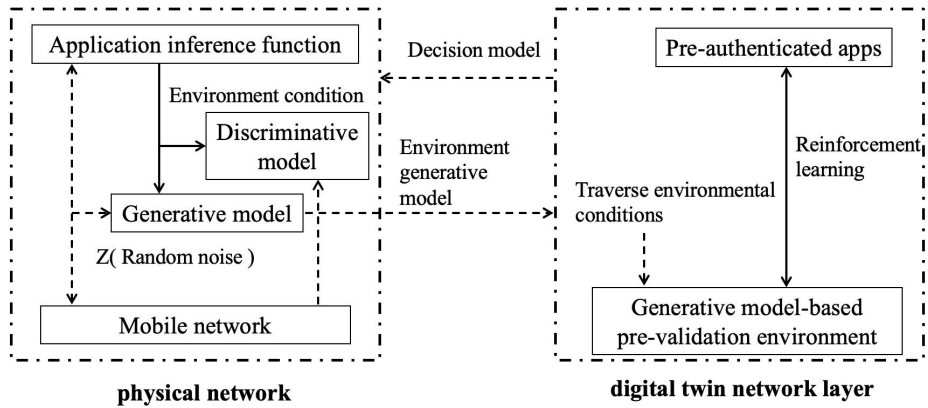 Application inference function
Environment condition
Discriminative
model
Generative model
Z( Random noise )
Mobile network
physical network
Decision model
Environment
generative
model
Pre-authenticated apps
Reinforcement
learning
Traverse environmental
conditions
Generative model-based
pre-validation environment
digital twin network layer